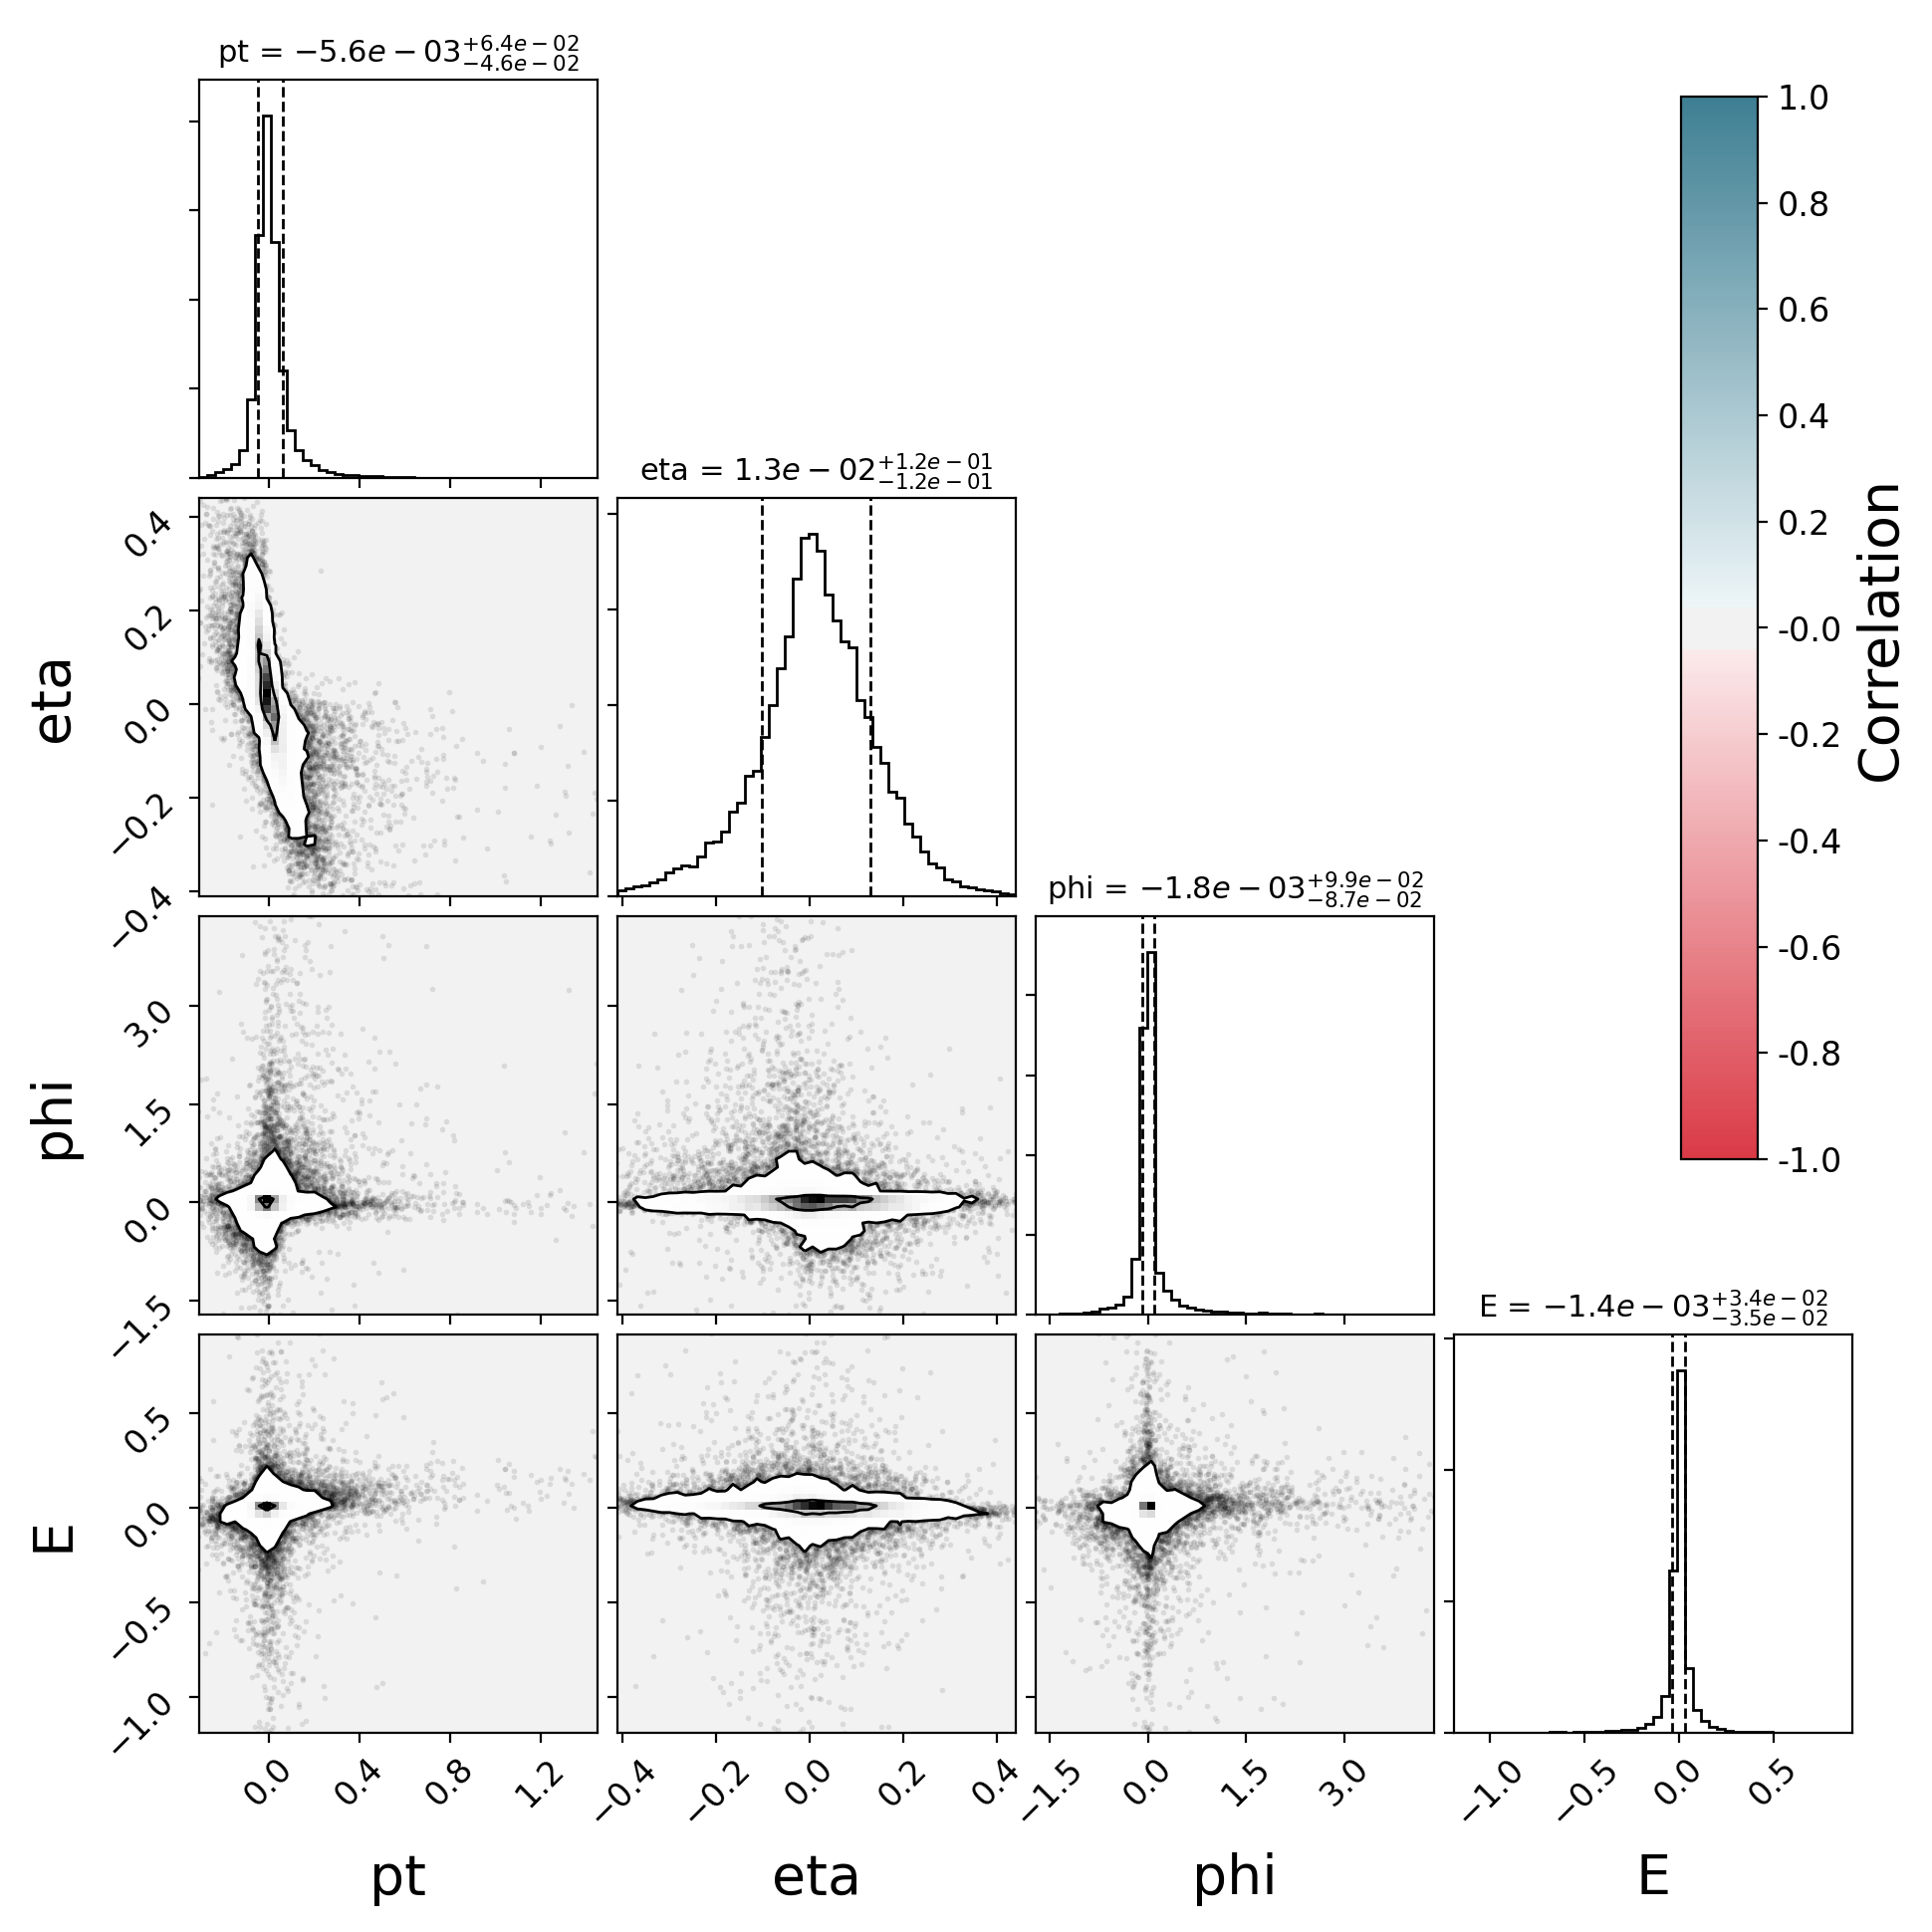 pt = −5.6e − 03 +6.4e − 02 −4.6e − 02
eta = 1.3e − 02 +1.2e − 01 −1.2e − 01
phi = −1.8e − 03 +9.9e − 02 −8.7e − 02
E = −1.4e − 03 +3.4e − 02 −3.5e − 02
eta
0.4
0.2
0.0
−0.2
−0.4
phi
3.0
1.5
0.0
−1.5
E
0.5
0.0
−0.5
−1.0
0.0 0.4 0.8 1.2
pt
−0.4 −0.2 0.0 0.2 0.4
eta
−1.5 0.0 1.5 3.0
phi
−1.0 −0.5 0.0 0.5
E
1.0
0.8
0.6
0.4
0.2
-0.0
-0.2
-0.4
-0.6
-0.8
-1.0
Correlation